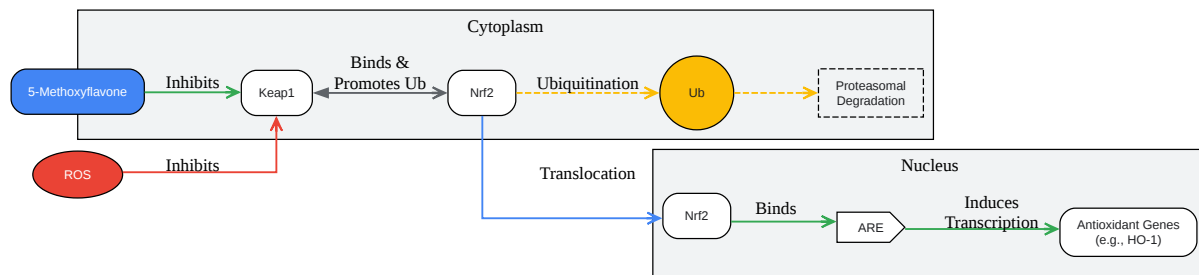 Cytoplasm
5-Methoxyflavone
Inhibits
Keap1
Binds &
Promotes Ub
Nrf2
Ubiquitination
Ub
Proteasomal
Degradation
ROS
Inhibits
Translocation
Nucleus
Nrf2
Binds
ARE
Induces
Transcription
Antioxidant Genes
(e.g., HO-1)